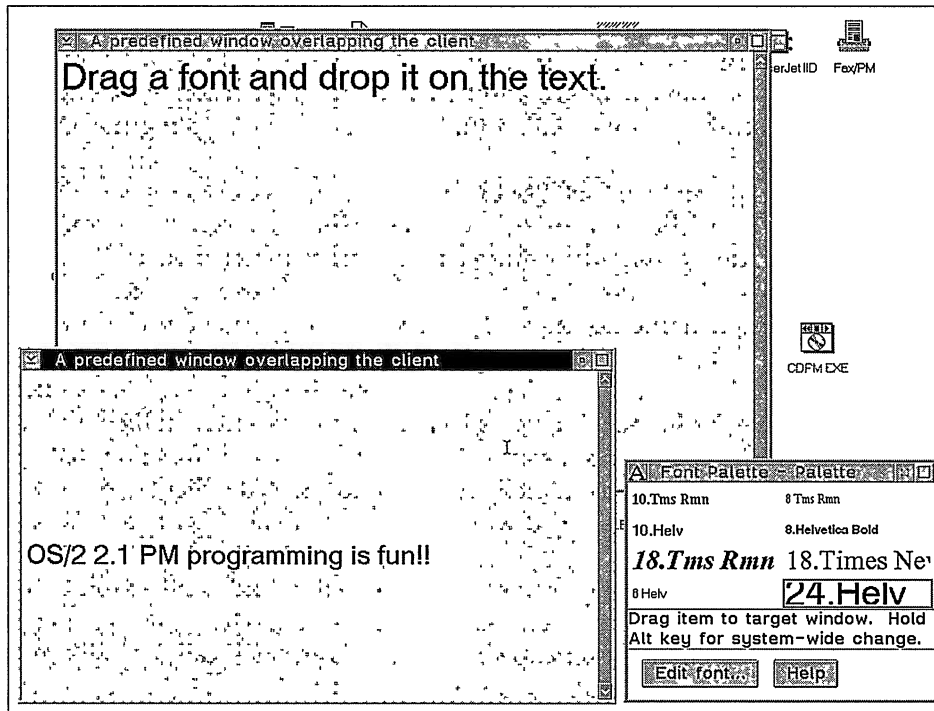 A predefined window overlapping the client
Drag a font and drop it on the text.
erJet IID
Fax/PM
CDFM EXE
A predefined window overlapping the client
OS/2 2.1 PM programming is fun!!
Font Palette - Palette
10.Tms Rmn
8 Tms Rmn
10.Helv
8.Helvetica Bold
18.Tms Rmn
18.Times Ne
8 Helv
24.Helv
Drag item to target window. Hold
Alt key for system-wide change.
Edit font...
Help